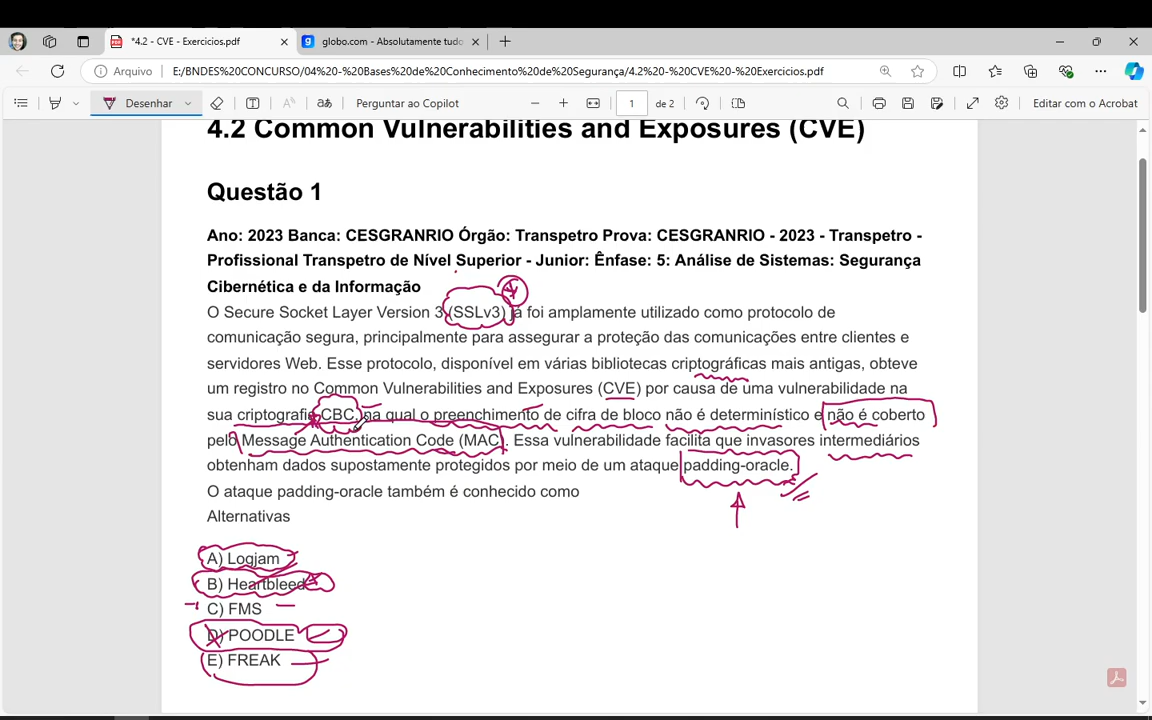 *4.2 - CVE - Exercicios.pdf
globo.com - Absolutamente tudo
Arquivo
E:/BNDES%20CONCURSO/04%20-%20Bases%20de%20Conhecimento%20de%20Segurança/4.2%20-%20CVE%20-%20Exercicios.pdf
Desenhar
aあ
Perguntar ao Copilot
1
de 2
Editar com o Acrobat
4.2 Common Vulnerabilities and Exposures (CVE)
Questão 1
Ano: 2023 Banca: CESGRANRIO Órgão: Transpetro Prova: CESGRANRIO - 2023 - Transpetro -
Profissional Transpetro de Nível Superior - Junior: Ênfase: 5: Análise de Sistemas: Segurança
Cibernética e da Informação
O Secure Socket Layer Version 3 (SSLv3) já foi amplamente utilizado como protocolo de
comunicação segura, principalmente para assegurar a proteção das comunicações entre clientes e
servidores Web. Esse protocolo, disponível em várias bibliotecas criptográficas mais antigas, obteve
um registro no Common Vulnerabilities and Exposures (CVE) por causa de uma vulnerabilidade na
sua criptografia CBC, na qual o preenchimento de cifra de bloco não é determinístico e não é coberto
pelo Message Authentication Code (MAC). Essa vulnerabilidade facilita que invasores intermediários
obtenham dados supostamente protegidos por meio de um ataque padding-oracle.
O ataque padding-oracle também é conhecido como
Alternativas
A) Logjam
B) Heartbleed
C) FMS
D) POODLE
E) FREAK